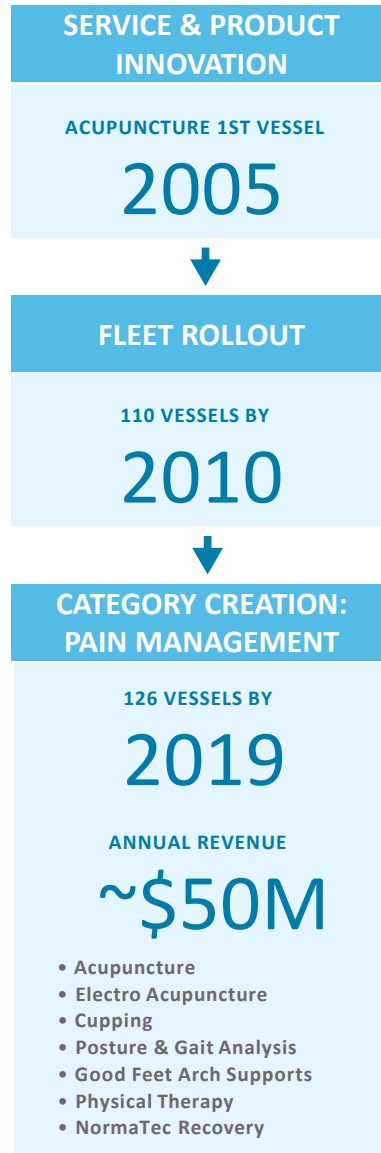 SERVICE & PRODUCT
INNOVATION
ACUPUNCTURE 1ST VESSEL
2005
FLEET ROLLOUT
110 VESSELS BY
2010
CATEGORY CREATION:
PAIN MANAGEMENT
126 VESSELS BY
2019
ANNUAL REVENUE
~$50M
• Acupuncture
• Electro Acupuncture
• Cupping
• Posture & Gait Analysis
• Good Feet Arch Supports
• Physical Therapy
• NormaTec Recovery